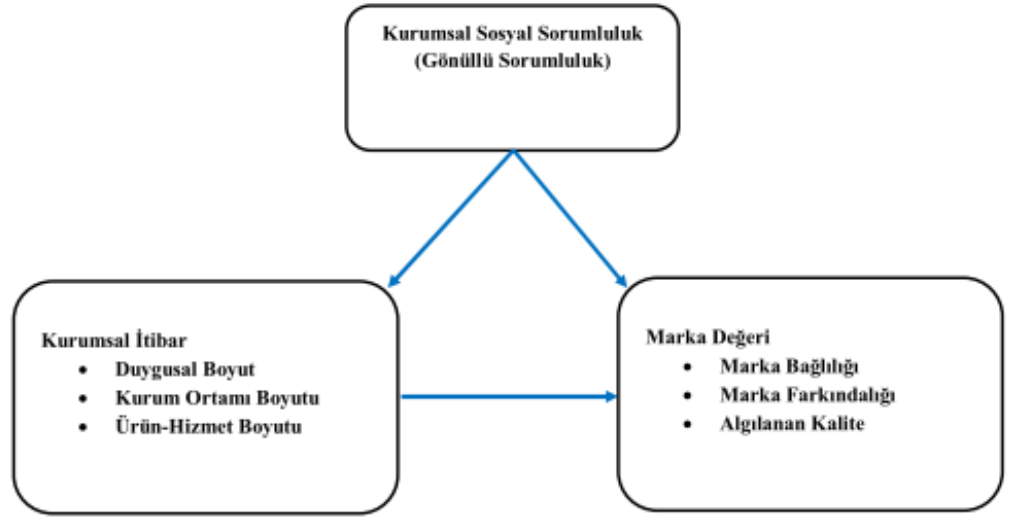 Kurumsal Sosyal Sorumluluk
(Gönüllü Sorumluluk)
Kurumsal İtibar
• Duygusal Boyut
• Kurum Ortamı Boyutu
• Ürün-Hizmet Boyutu
Marka Değeri
• Marka Bağlılığı
• Marka Farkındalığı
• Algılanan Kalite